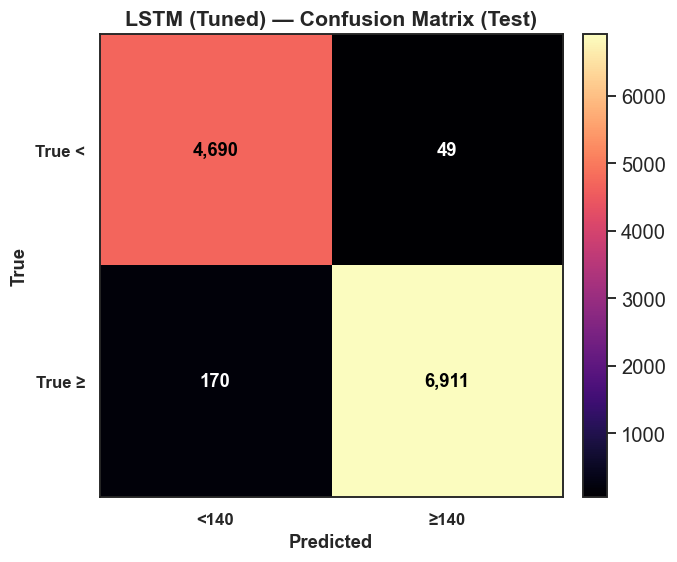 LSTM (Tuned) — Confusion Matrix (Test)
True <
4,690
49
True ≥
170
6,911
True
<140
≥140
Predicted
6000
5000
4000
3000
2000
1000